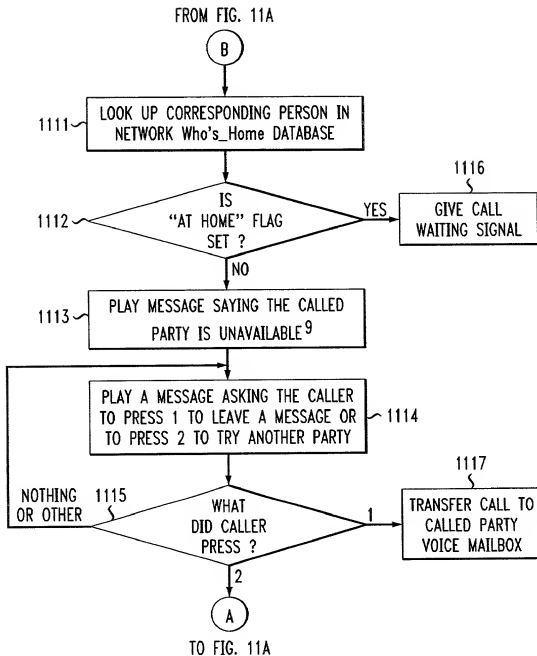 FROM FIG. 11A
B
1111
LOOK UP CORRESPONDING PERSON IN
NETWORK Who's_Home DATABASE
1112
IS
“AT HOME” FLAG
SET ?
YES
1116
GIVE CALL
WAITING SIGNAL
NO
1113
PLAY MESSAGE SAYING THE CALLED
PARTY IS UNAVAILABLE9
PLAY A MESSAGE ASKING THE CALLER
TO PRESS 1 TO LEAVE A MESSAGE OR
TO PRESS 2 TO TRY ANOTHER PARTY
1114
NOTHING
OR OTHER
1115
WHAT
DID CALLER
PRESS ?
1
1117
TRANSFER CALL TO
CALLED PARTY
VOICE MAILBOX
2
A
TO FIG. 11A